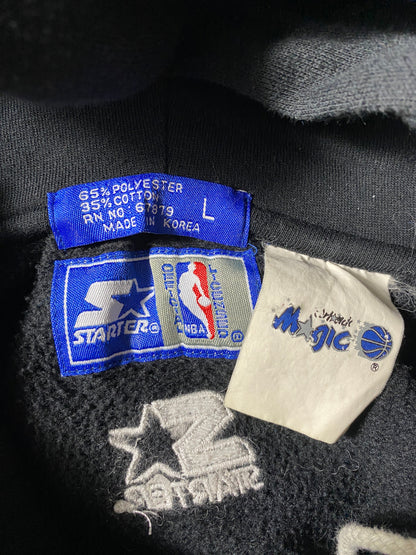 65% POLYESTER
35% COTTON
RN NO. 67879
MADE IN KOREA
L
STARTER®
OFFICIAL
NBA
LICENSED
®
Orlando
Magic
®
STARTER